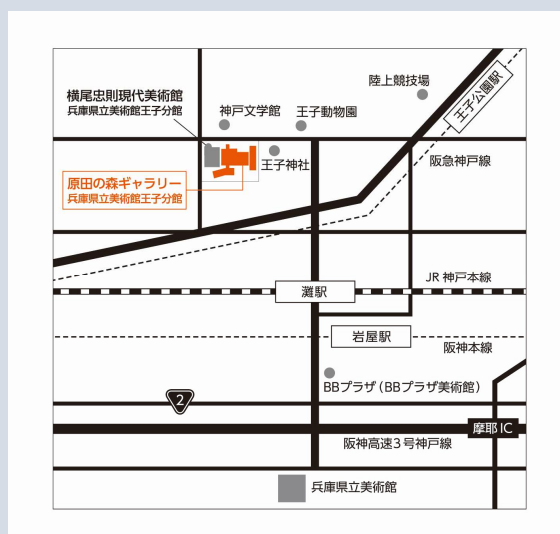 陸上競技場
王子公園駅
横尾忠則現代美術館
兵庫県立美術館王子分館
神戸文学館
王子動物園
王子神社
阪急神戸線
原田の森ギャラリー
兵庫県立美術館王子分館
JR 神戸本線
灘駅
岩屋駅
阪神本線
BBプラザ(BBプラザ美術館)
2
摩耶IC
阪神高速3号神戸線
兵庫県立美術館